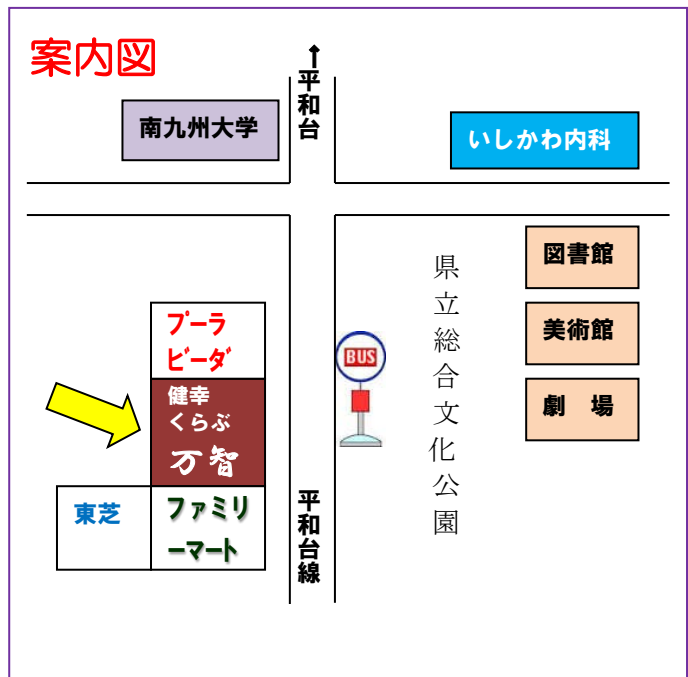 案内図
↑平和台
南九州大学
いしかわ内科
図書館
県立総合文化公園
プーラ
ビーダ
美術館
BUS
健幸
くらぶ
万智
劇　場
東芝
ファミリ
ーマート
平和台線